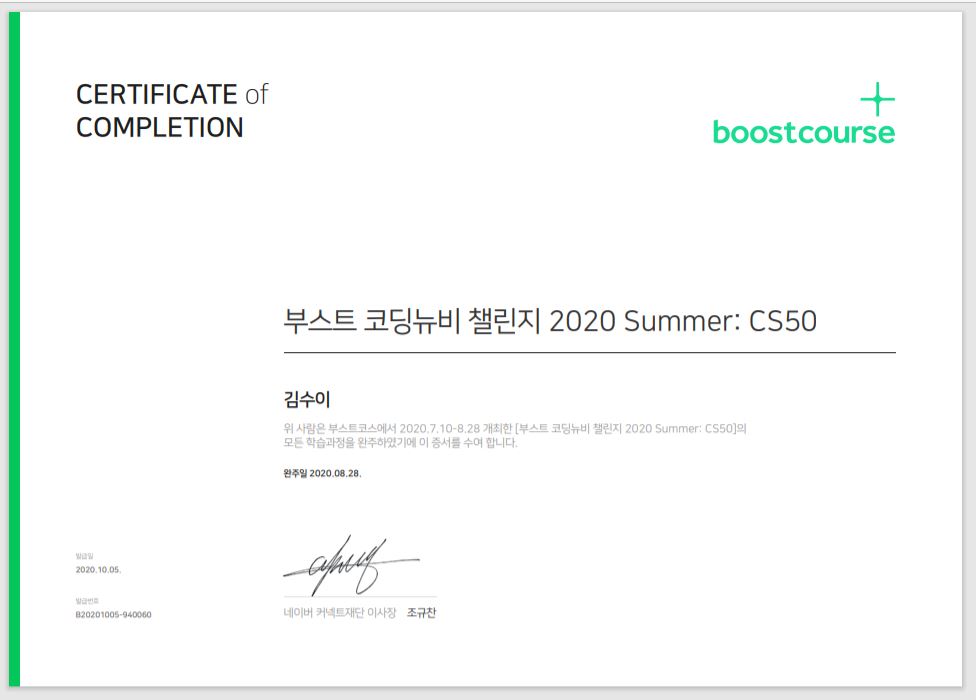 CERTIFICATE of
COMPLETION
boostcourse
부스트 코딩뉴비 챌린지 2020 Summer: CS50
김수이
위 사람은 부스트코스에서 2020.7.10-8.28 개최한 [부스트 코딩뉴비 챌린지 2020 Summer: CS50]의
모든 학습과정을 완주하였기에 이 증서를 수여 합니다.
완주일 2020.08.28.
발급일
2020.10.05.
발급번호
B20201005-940060
네이버 커넥트재단 이사장 조규찬